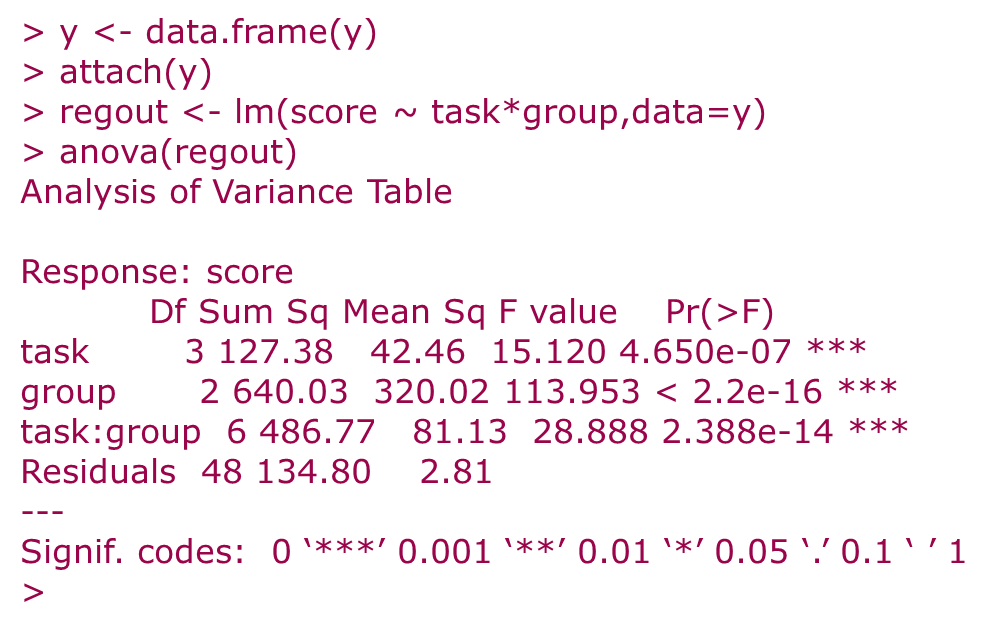 > y <- data.frame(y)
> attach(y)
> regout <- lm(score ~ task*group,data=y)
> anova(regout)
Analysis of Variance Table
Response: score
Df Sum Sq Mean Sq F value Pr(>F)
task 3 127.38 42.46 15.120 4.650e-07 ***
group 2 640.03 320.02 113.953 < 2.2e-16 ***
task:group 6 486.77 81.13 28.888 2.388e-14 ***
Residuals 48 134.80 2.81
---
Signif. codes: 0 ‘***’ 0.001 ‘**’ 0.01 ‘*’ 0.05 ‘.’ 0.1 ‘ ’ 1
>